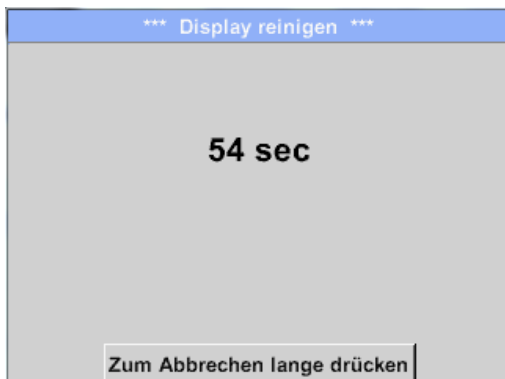 *** Display reinigen ***
54 sec
Zum Abbrechen lange drücken